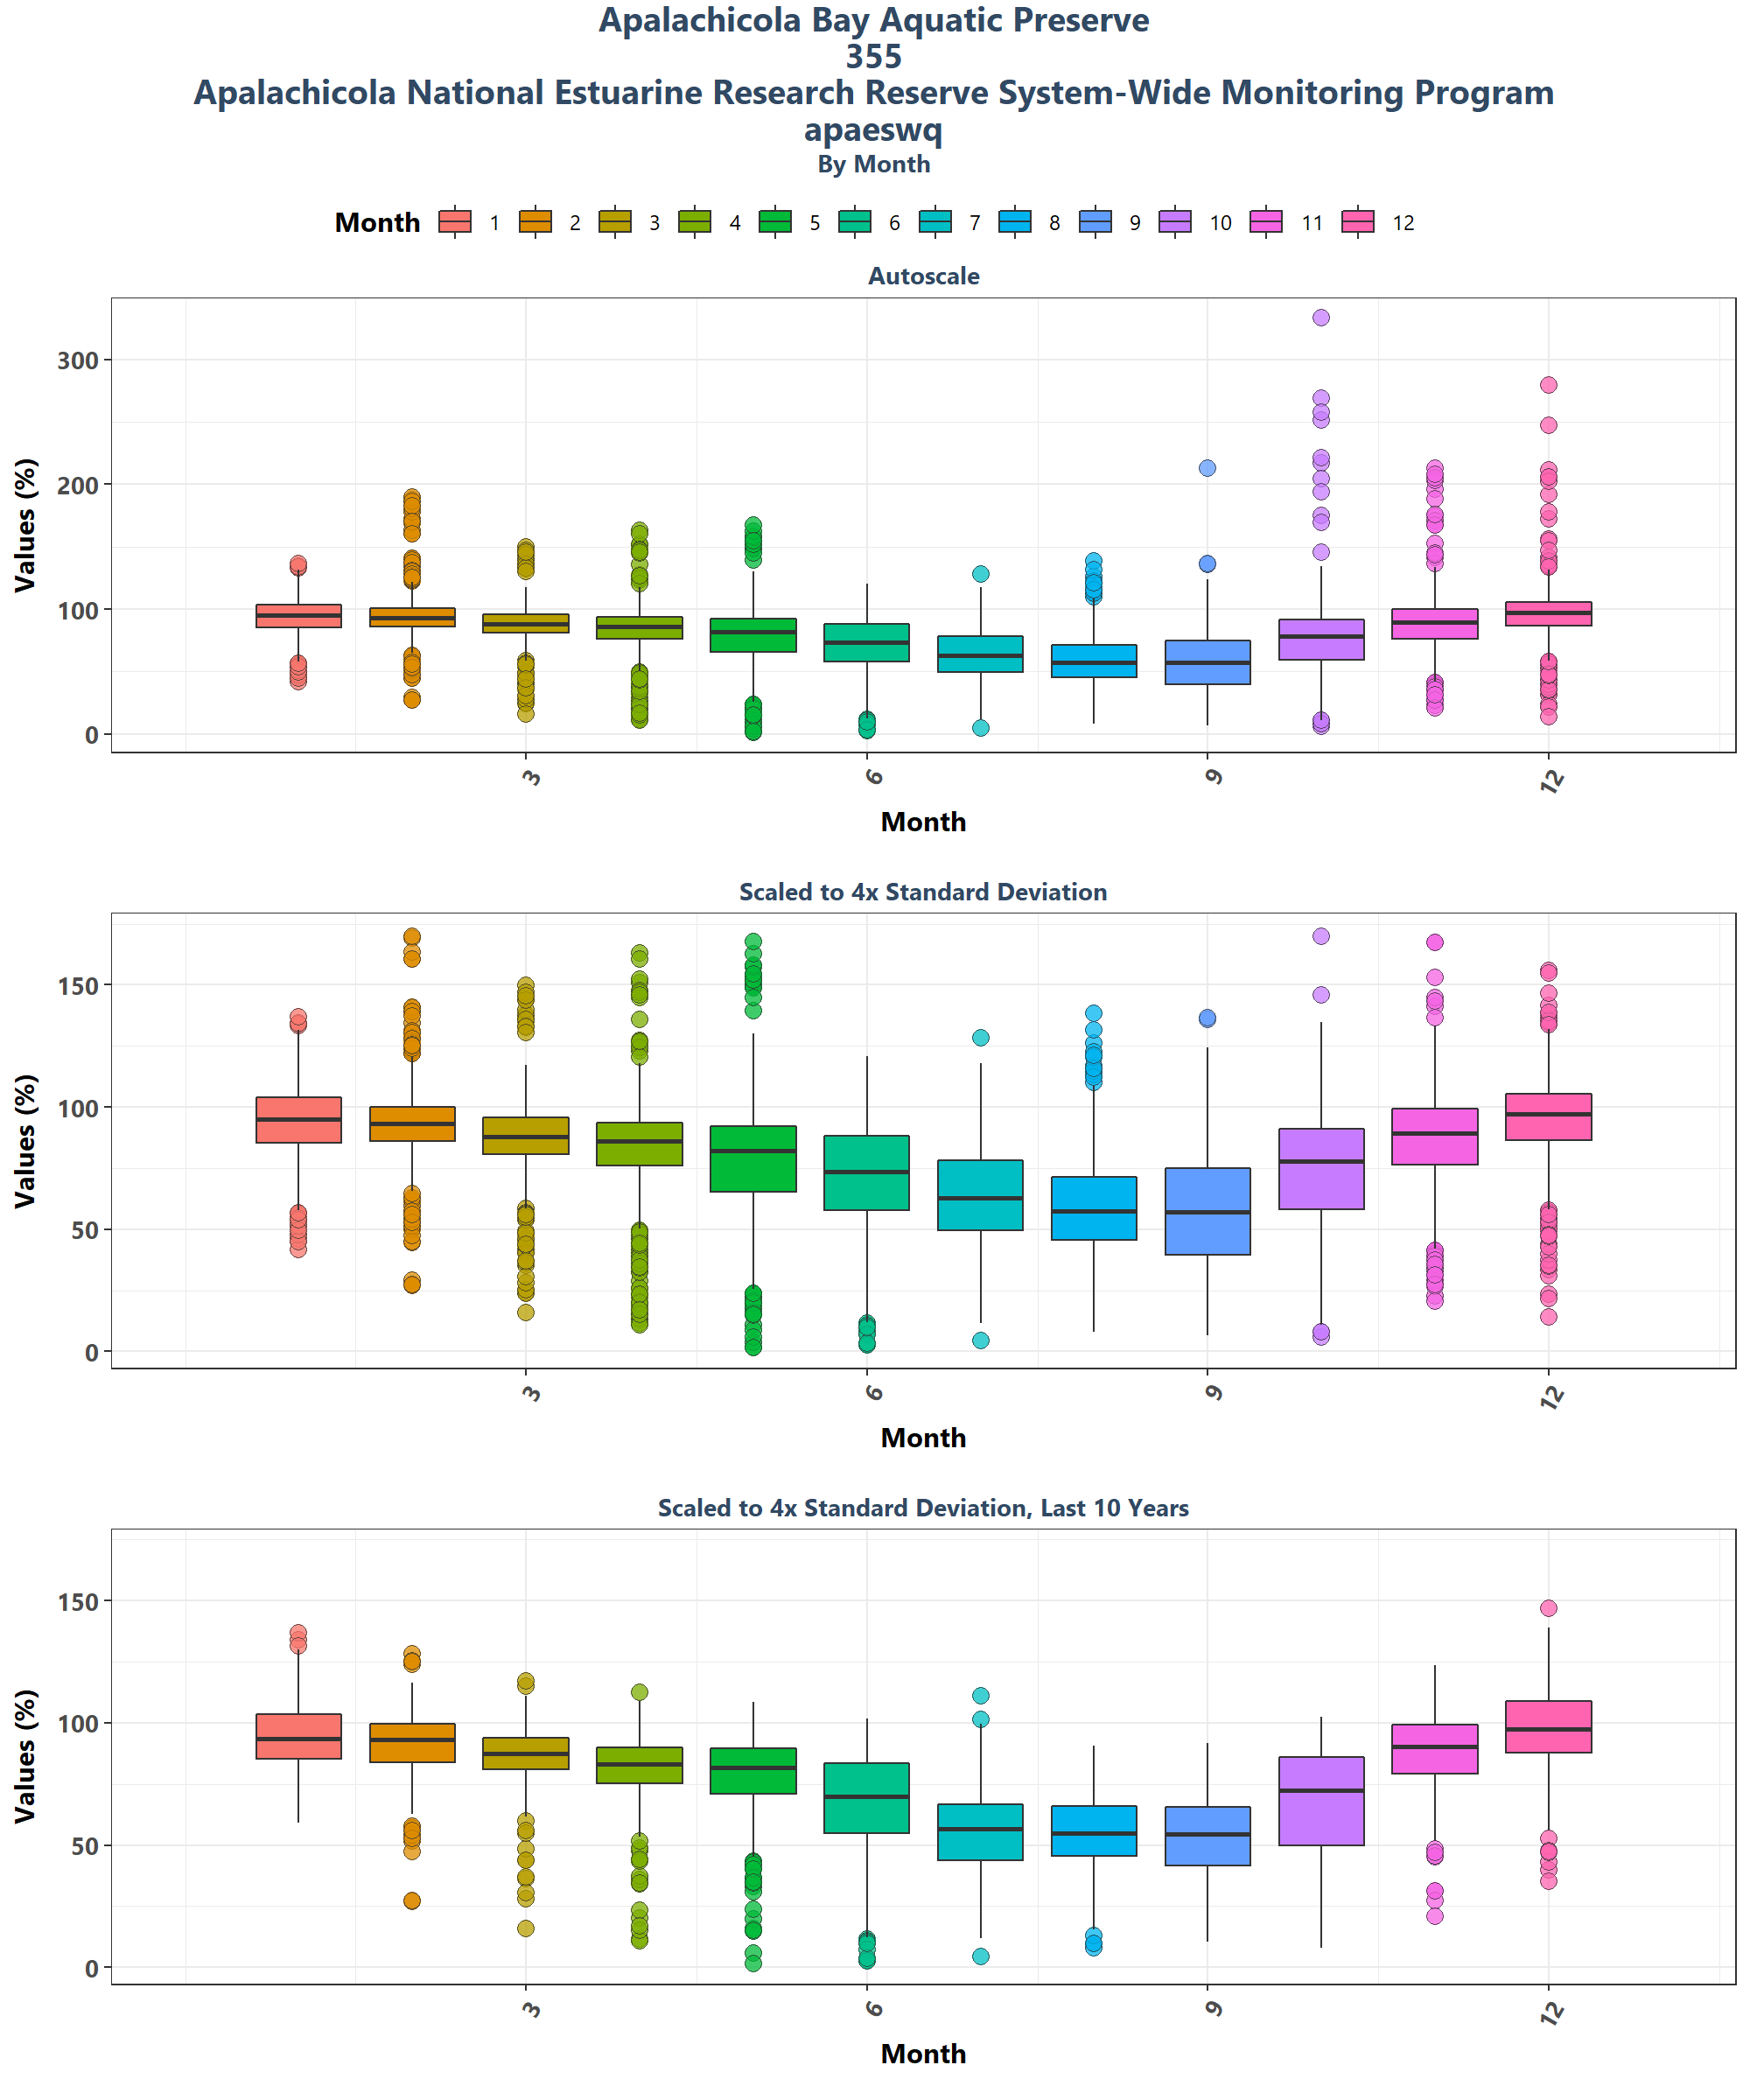 Apalachicola Bay Aquatic Preserve
355
Apalachicola National Estuarine Research Reserve System-Wide Monitoring Program
apaeswq
By Month
Month 1 2 3 4 5 6 7 8 9 10 11 12
Autoscale
Values (%)
300
200
100
0
3 6 9 12
Month
Scaled to 4x Standard Deviation
Values (%)
150
100
50
0
3 6 9 12
Month
Scaled to 4x Standard Deviation, Last 10 Years
Values (%)
150
100
50
0
3 6 9 12
Month